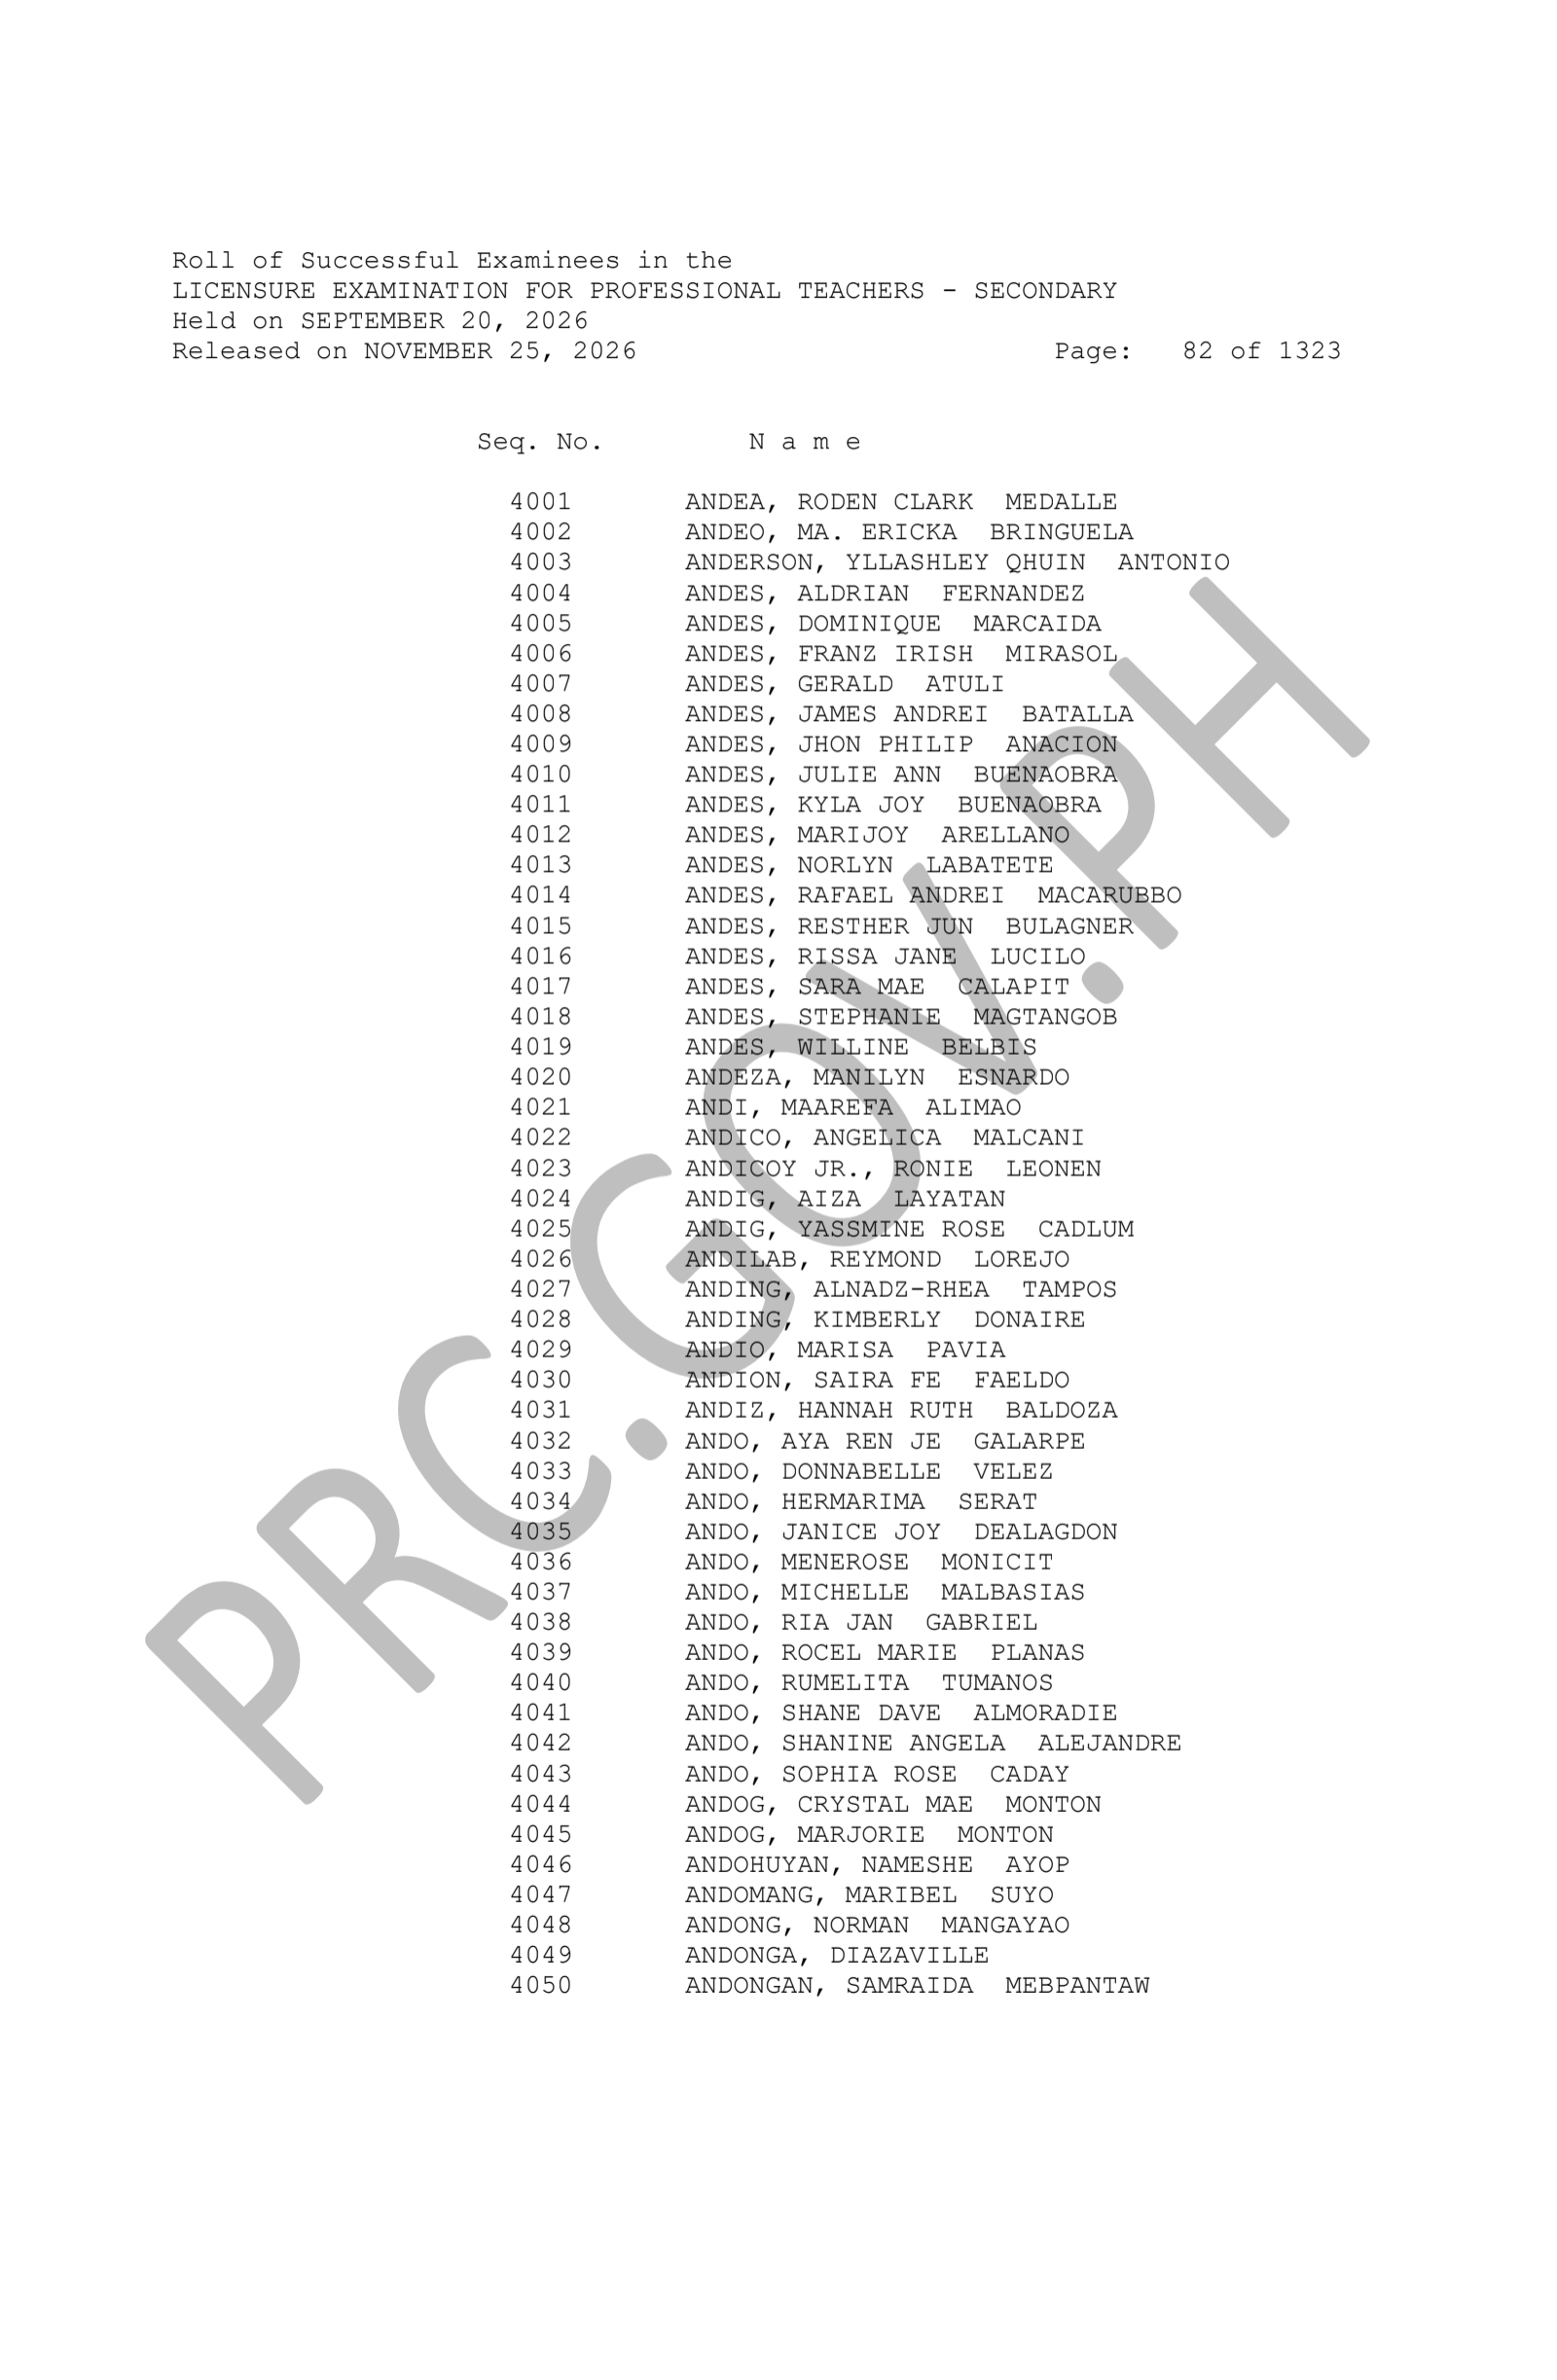 Roll of Successful Examinees in the
LICENSURE EXAMINATION FOR PROFESSIONAL TEACHERS - SECONDARY
Held on SEPTEMBER 20, 2026
Released on NOVEMBER 25, 2026 Page: 82 of 1323
Seq. No. N a m e
4001 ANDEA, RODEN CLARK MEDALLE
4002 ANDEO, MA. ERICKA BRINGUELA
4003 ANDERSON, YLLASHLEY QHUIN ANTONIO
4004 ANDES, ALDRIAN FERNANDEZ
4005 ANDES, DOMINIQUE MARCAIDA
4006 ANDES, FRANZ IRISH MIRASOL
4007 ANDES, GERALD ATULI
4008 ANDES, JAMES ANDREI BATALLA
4009 ANDES, JHON PHILIP ANACION
4010 ANDES, JULIE ANN BUENAOBRA
4011 ANDES, KYLA JOY BUENAOBRA
4012 ANDES, MARIJOY ARELLANO
4013 ANDES, NORLYN LABATETE
4014 ANDES, RAFAEL ANDREI MACARUBBO
4015 ANDES, RESTHER JUN BULAGNER
4016 ANDES, RISSA JANE LUCILO
4017 ANDES, SARA MAE CALAPIT
4018 ANDES, STEPHANIE MAGTANGOB
4019 ANDES, WILLINE BELBIS
4020 ANDEZA, MANILYN ESNARDO
4021 ANDI, MAAREFA ALIMAO
4022 ANDICO, ANGELICA MALCANI
4023 ANDICOY JR., RONIE LEONEN
4024 ANDIG, AIZA LAYATAN
4025 ANDIG, YASSMINE ROSE CADLUM
4026 ANDILAB, REYMOND LOREJO
4027 ANDING, ALNADZ-RHEA TAMPOS
4028 ANDING, KIMBERLY DONAIRE
4029 ANDIO, MARISA PAVIA
4030 ANDION, SAIRA FE FAELDO
4031 ANDIZ, HANNAH RUTH BALDOZA
4032 ANDO, AYA REN JE GALARPE
4033 ANDO, DONNABELLE VELEZ
4034 ANDO, HERMARIMA SERAT
4035 ANDO, JANICE JOY DEALAGDON
4036 ANDO, MENEROSE MONICIT
4037 ANDO, MICHELLE MALBASIAS
4038 ANDO, RIA JAN GABRIEL
4039 ANDO, ROCEL MARIE PLANAS
4040 ANDO, RUMELITA TUMANOS
4041 ANDO, SHANE DAVE ALMORADIE
4042 ANDO, SHANINE ANGELA ALEJANDRE
4043 ANDO, SOPHIA ROSE CADAY
4044 ANDOG, CRYSTAL MAE MONTON
4045 ANDOG, MARJORIE MONTON
4046 ANDOHUYAN, NAMESHE AYOP
4047 ANDOMANG, MARIBEL SUYO
4048 ANDONG, NORMAN MANGAYAO
4049 ANDONGA, DIAZAVILLE
4050 ANDONGAN, SAMRAIDA MEBPANTAW
PRC.GOV.PH